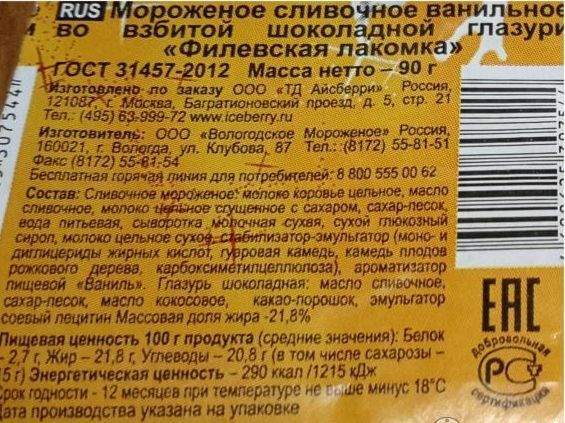 RUS Мороженое сливочное ванильное
во взбитой шоколадной глазури
«Филевская лакомка»
ГОСТ 31457-2012 Масса нетто – 90 г
Изготовлено по заказу ООО «ТД Айсберри» Россия,
121087 г. Москва, Багратионовский проезд, д. 5, стр. 21
Тел.: (495) 63-999-72 www.iceberry.ru
Изготовитель: ООО «Вологодское Мороженое» Россия,
160021, г. Вологда, ул. Клубова, 87 Тел.: (8172) 55-81-51
Факс (8172) 55-81-54
Бесплатная горячая линия для потребителей: 8 800 555 00 62
Состав: Сливочное мороженое: молоко коровье цельное, масло
сливочное, молоко цельное сгущенное с сахаром, сахар-песок,
вода питьевая, сыворотка молочная сухая, сухой глюкозный
сироп, молоко цельное сухое, стабилизатор-эмульгатор (моно- и
диглицериды жирных кислот, гуаровая камедь, камедь плодов
рожкового дерева, карбоксиметилцеллюлоза), ароматизатор
пищевой «Ваниль». Глазурь шоколадная: масло сливочное,
сахар-песок, масло кокосовое, какао-порошок, эмульгатор
соевый лецитин Массовая доля жира -21,8%
Пищевая ценность 100 г продукта (средние значения): Белок
- 2,7 г, Жир – 21,8 г, Углеводы – 20,8 г (в том числе сахарозы –
5 г) Энергетическая ценность – 290 ккал /1215 кДж
Срок годности - 12 месяцев при температуре не выше минус 18°С
Дата производства указана на упаковке
ЕАС
Добровольная
РС
сертификация